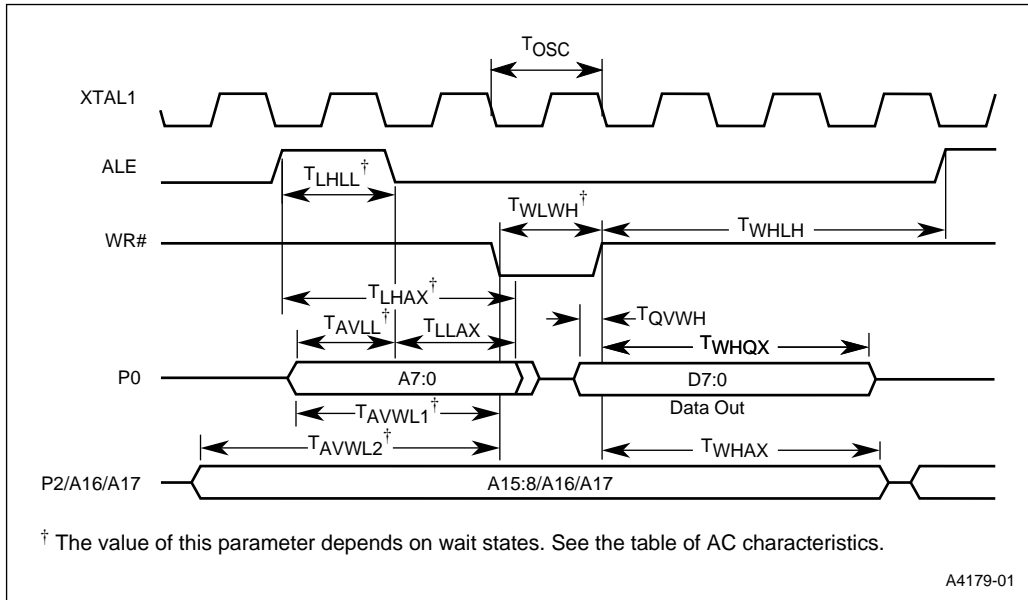 TOSC
XTAL1
ALE
TLHLL†
TWLWH†
TWHLH
WR#
TLHAX†
TQVWH
TAVLL†
TLLAX
TWHQX
P0
A7:0
D7:0
Data Out
TAVWL1†
TAVWL2†
TWHAX
P2/A16/A17
A15:8/A16/A17
† The value of this parameter depends on wait states. See the table of AC characteristics.
A4179-01